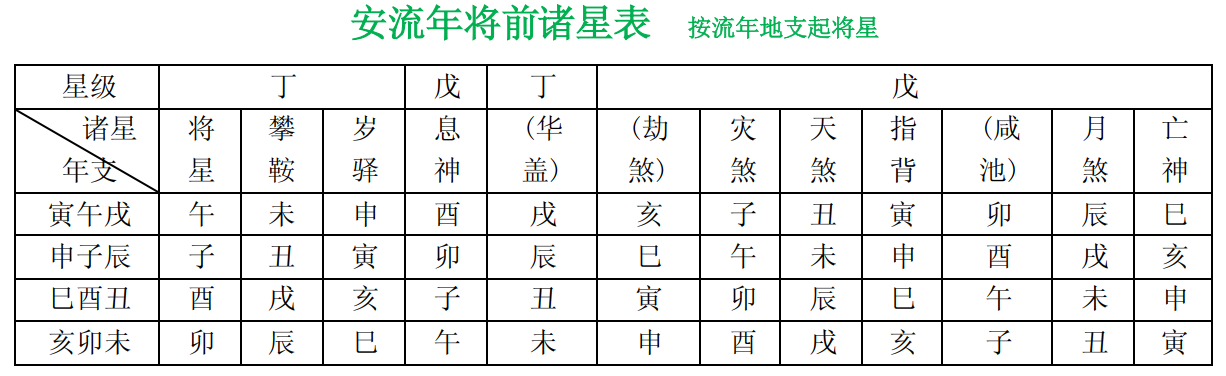 安流年将前诸星表 按流年地支起将星
星级 丁 戊 丁 戊
诸星 将 攀 岁 息 (华 (劫 灾 天 指 (咸 月 亡
年支 星 鞍 驿 神 盖) 煞) 煞 煞 背 池) 煞 神
寅午戌 午 未 申 酉 戌 亥 子 丑 寅 卯 辰 巳
申子辰 子 丑 寅 卯 辰 巳 午 未 申 酉 戌 亥
巳酉丑 酉 戌 亥 子 丑 寅 卯 辰 巳 午 未 申
亥卯未 卯 辰 巳 午 未 申 酉 戌 亥 子 丑 寅